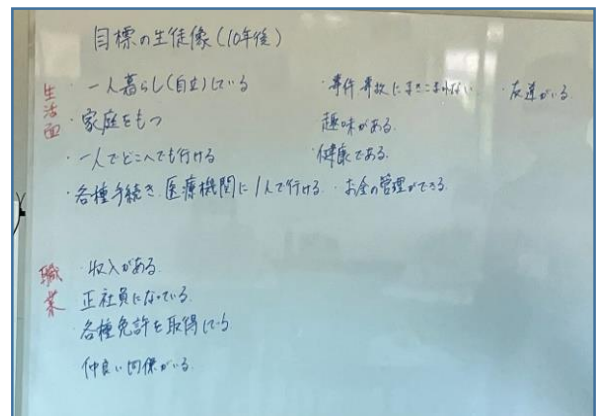 目標の生徒像(10年後)
生活面
・一人暮らし(自立)している
・事件事故にまきこまれない
・友達がいる
・家庭をもつ
趣味がある
・一人でどこへでも行ける
・健康である。
・各種手続き、医療機関に1人で行ける
・お金の管理ができる
職業
・収入がある
正社員になっている
・各種免許を取得している
仲良い同僚がいる